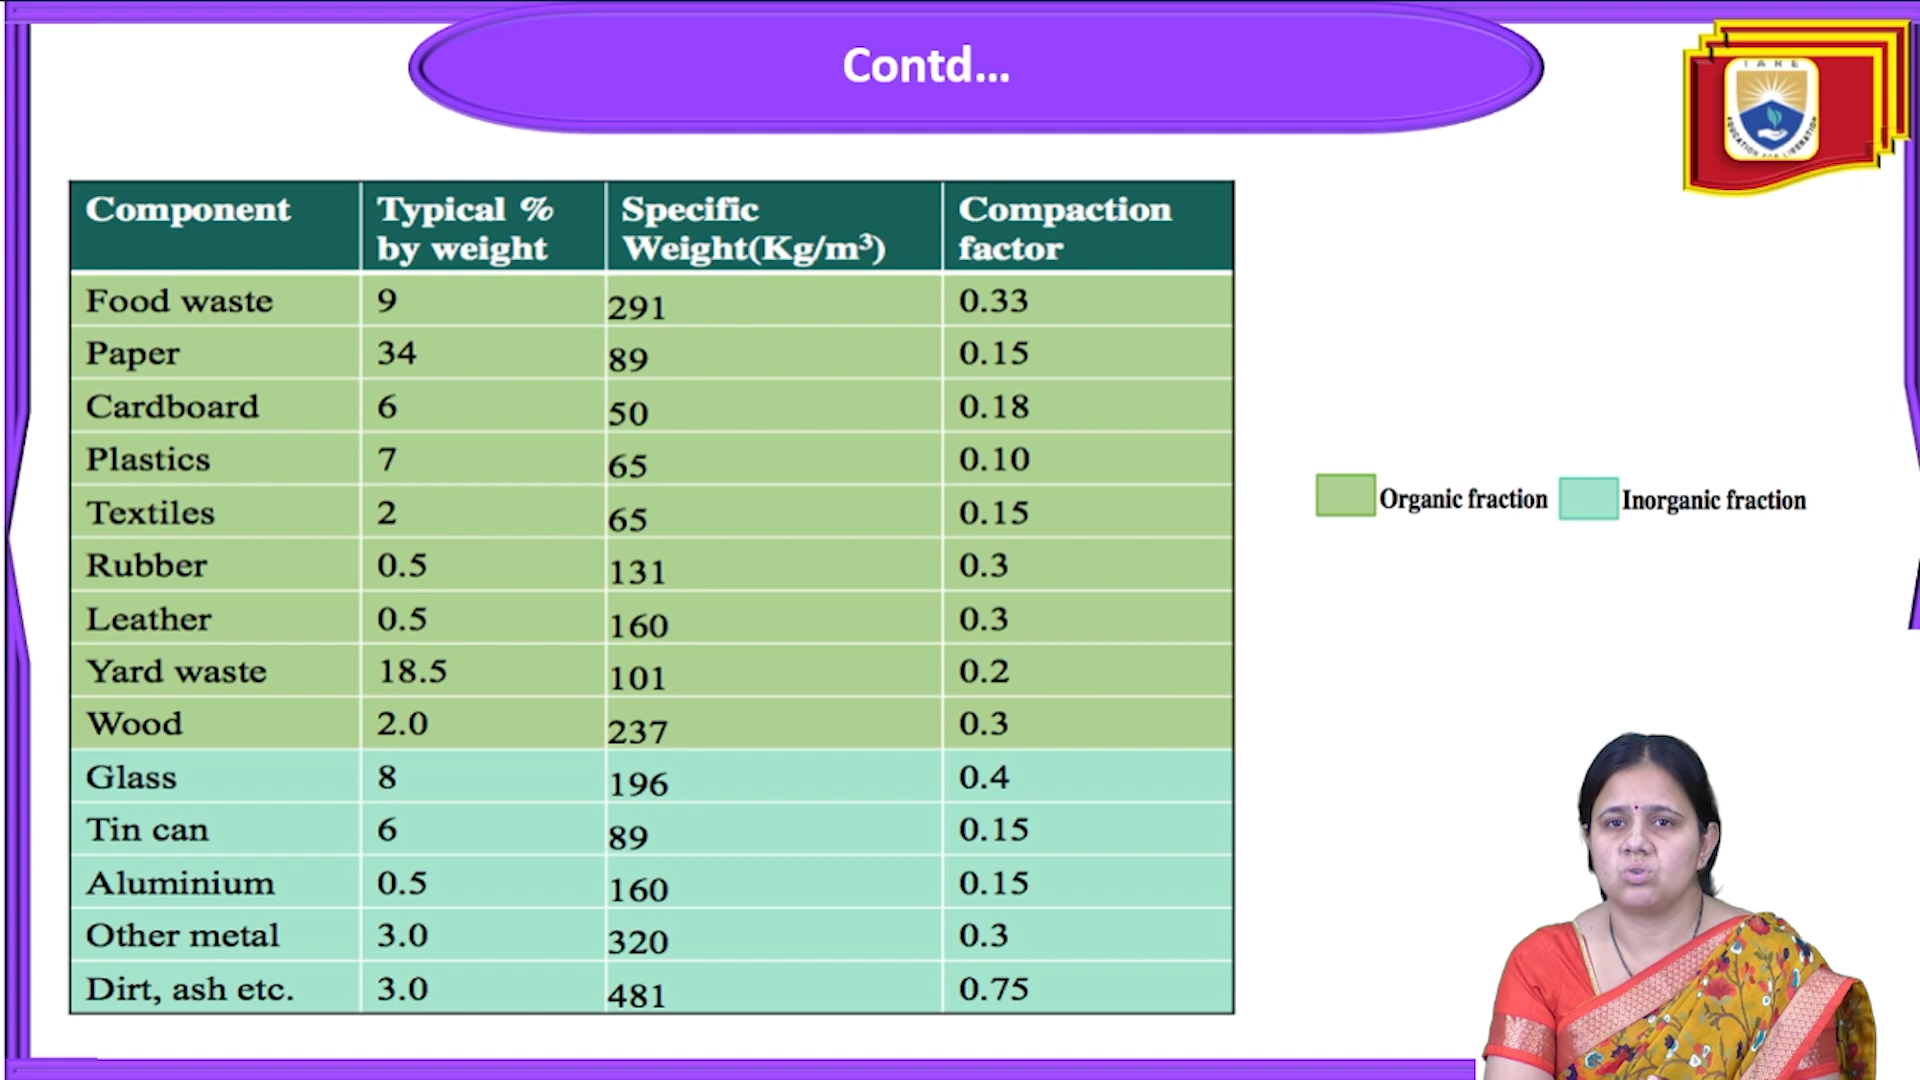 Contd...
IARE
EDUCATION FOR LIBERATION
Component Typical % by weight Specific Weight(Kg/m³) Compaction factor
Food waste 9 291 0.33
Paper 34 89 0.15
Cardboard 6 50 0.18
Plastics 7 65 0.10
Textiles 2 65 0.15
Rubber 0.5 131 0.3
Leather 0.5 160 0.3
Yard waste 18.5 101 0.2
Wood 2.0 237 0.3
Glass 8 196 0.4
Tin can 6 89 0.15
Aluminium 0.5 160 0.15
Other metal 3.0 320 0.3
Dirt, ash etc. 3.0 481 0.75
Organic fraction Inorganic fraction